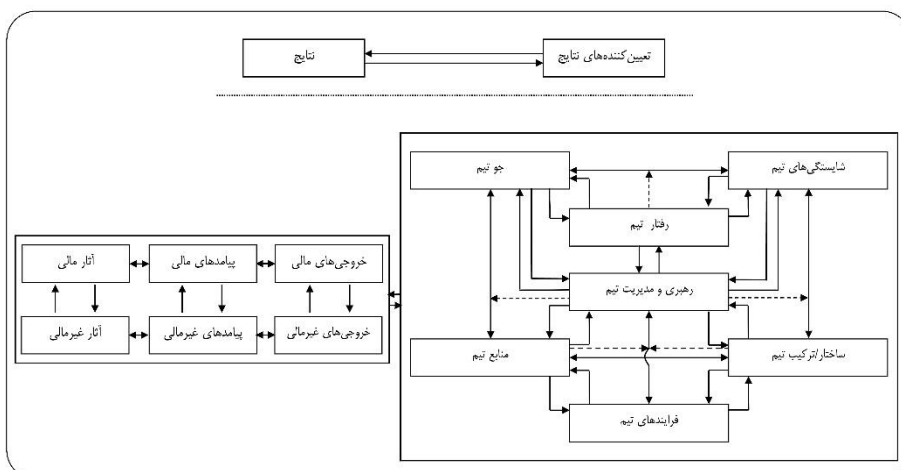 تعیین‌کننده‌های نتایج
نتایج
شایستگی‌های تیم
جو تیم
رفتار تیم
رهبری و مدیریت تیم
ساختار/ترکیب تیم
منابع تیم
فرایندهای تیم
خروجی‌های مالی
پیامدهای مالی
آثار مالی
خروجی‌های غیرمالی
پیامدهای غیرمالی
آثار غیرمالی